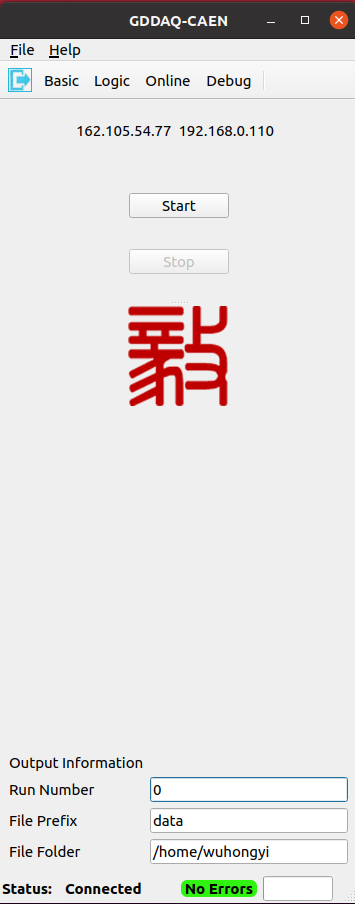 GDDAQ-CAEN
File Help
Basic Logic Online Debug
162.105.54.77 192.168.0.110
Start
Stop
毅
Output Information
Run Number 0
File Prefix data
File Folder /home/wuhongyi
Status: Connected No Errors